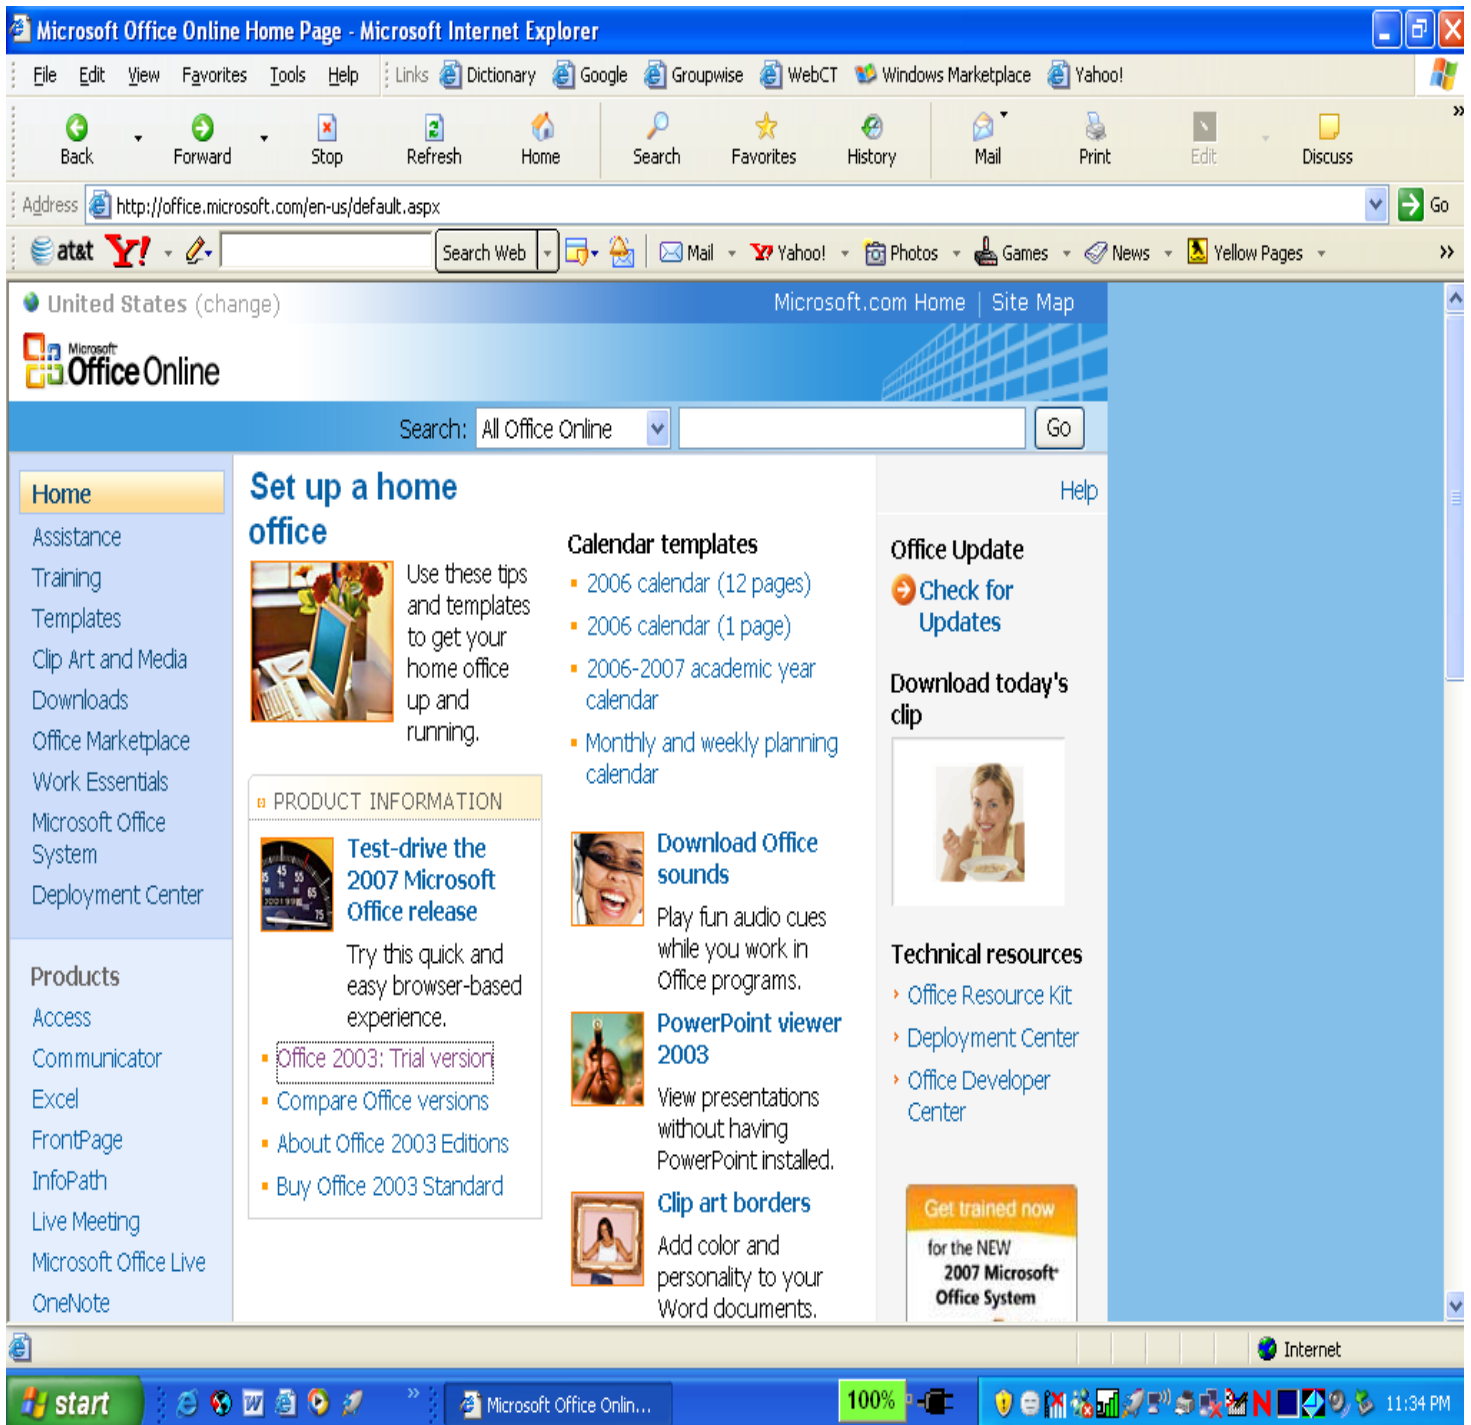 Microsoft Office Online Home Page - Microsoft Internet Explorer
File Edit View Favorites Tools Help Links Dictionary Google Groupwise WebCT Windows Marketplace Yahoo!
Back Forward Stop Refresh Home Search Favorites History Mail Print Edit Discuss
Address http://office.microsoft.com/en-us/default.aspx Go
at&t Y! Search Web Mail Yahoo! Photos Games News Yellow Pages
United States (change) Microsoft.com Home | Site Map
Microsoft
Office Online
Search: All Office Online Go
Home
Assistance
Training
Templates
Clip Art and Media
Downloads
Office Marketplace
Work Essentials
Microsoft Office
System
Deployment Center
Products
Access
Communicator
Excel
FrontPage
InfoPath
Live Meeting
Microsoft Office Live
OneNote
Set up a home
office
Use these tips
and templates
to get your
home office
up and
running.
PRODUCT INFORMATION
Test-drive the
2007 Microsoft
Office release
Try this quick and
easy browser-based
experience.
Office 2003: Trial version
Compare Office versions
About Office 2003 Editions
Buy Office 2003 Standard
Calendar templates
2006 calendar (12 pages)
2006 calendar (1 page)
2006-2007 academic year
calendar
Monthly and weekly planning
calendar
Download Office
sounds
Play fun audio cues
while you work in
Office programs.
PowerPoint viewer
2003
View presentations
without having
PowerPoint installed.
Clip art borders
Add color and
personality to your
Word documents.
Help
Office Update
Check for
Updates
Download today's
clip
Technical resources
Office Resource Kit
Deployment Center
Office Developer
Center
Get trained now
for the NEW
2007 Microsoft
Office System
Internet
start Microsoft Office Onlin... 100% 11:34 PM